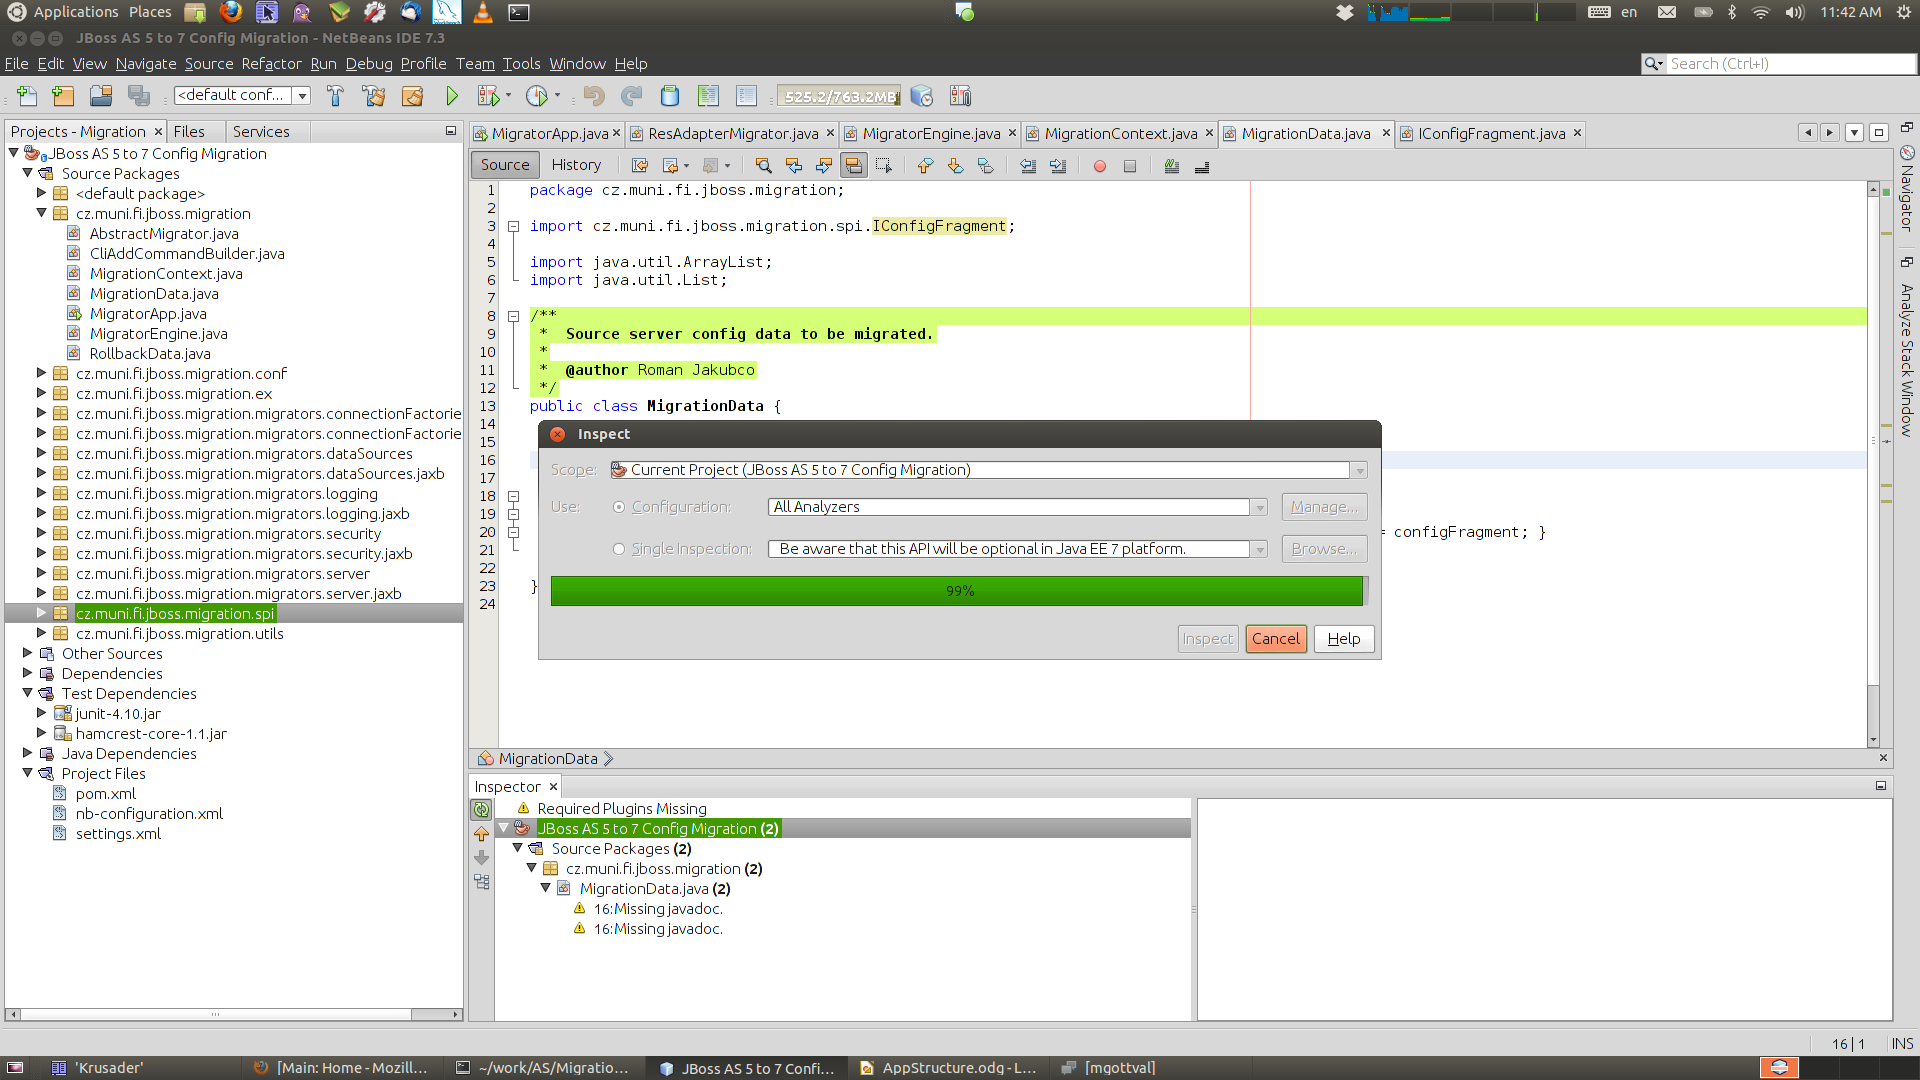 Applications Places en 11:42 AM
JBoss AS 5 to 7 Config Migration - NetBeans IDE 7.3
File Edit View Navigate Source Refactor Run Debug Profile Team Tools Window Help Search (Ctrl+I)
<default conf... 525.2/763.2MB
Projects - Migration Files Services
JBoss AS 5 to 7 Config Migration
Source Packages
<default package>
cz.muni.fi.jboss.migration
AbstractMigrator.java
CliAddCommandBuilder.java
MigrationContext.java
MigrationData.java
MigratorApp.java
MigratorEngine.java
RollbackData.java
cz.muni.fi.jboss.migration.conf
cz.muni.fi.jboss.migration.ex
cz.muni.fi.jboss.migration.migrators.connectionFactorie
cz.muni.fi.jboss.migration.migrators.connectionFactorie
cz.muni.fi.jboss.migration.migrators.dataSources
cz.muni.fi.jboss.migration.migrators.dataSources.jaxb
cz.muni.fi.jboss.migration.migrators.logging
cz.muni.fi.jboss.migration.migrators.logging.jaxb
cz.muni.fi.jboss.migration.migrators.security
cz.muni.fi.jboss.migration.migrators.security.jaxb
cz.muni.fi.jboss.migration.migrators.server
cz.muni.fi.jboss.migration.migrators.server.jaxb
cz.muni.fi.jboss.migration.spi
cz.muni.fi.jboss.migration.utils
Other Sources
Dependencies
Test Dependencies
junit-4.10.jar
hamcrest-core-1.1.jar
Java Dependencies
Project Files
pom.xml
nb-configuration.xml
settings.xml
MigratorApp.java ResAdapterMigrator.java MigratorEngine.java MigrationContext.java MigrationData.java IConfigFragment.java
Source History
1 package cz.muni.fi.jboss.migration;
2
3 import cz.muni.fi.jboss.migration.spi.IConfigFragment;
4
5 import java.util.ArrayList;
6 import java.util.List;
7
8 /**
9 * Source server config data to be migrated.
10 *
11 * @author Roman Jakubco
12 */
13 public class MigrationData {
14
15
16
17
18
19
20 = configFragment; }
21
22
23 }
24
Inspect
Scope: Current Project (JBoss AS 5 to 7 Config Migration)
Use: Configuration: All Analyzers Manage...
Single Inspection: Be aware that this API will be optional in Java EE 7 platform. Browse...
99%
Inspect Cancel Help
MigrationData
Inspector
Required Plugins Missing
JBoss AS 5 to 7 Config Migration (2)
Source Packages (2)
cz.muni.fi.jboss.migration (2)
MigrationData.java (2)
16:Missing javadoc.
16:Missing javadoc.
Navigator
Analyze Stack Window
16|1 INS
'Krusader' [Main: Home - Mozill... ~/work/AS/Migratio... JBoss AS 5 to 7 Confi... AppStructure.odg - L... [mgottval]